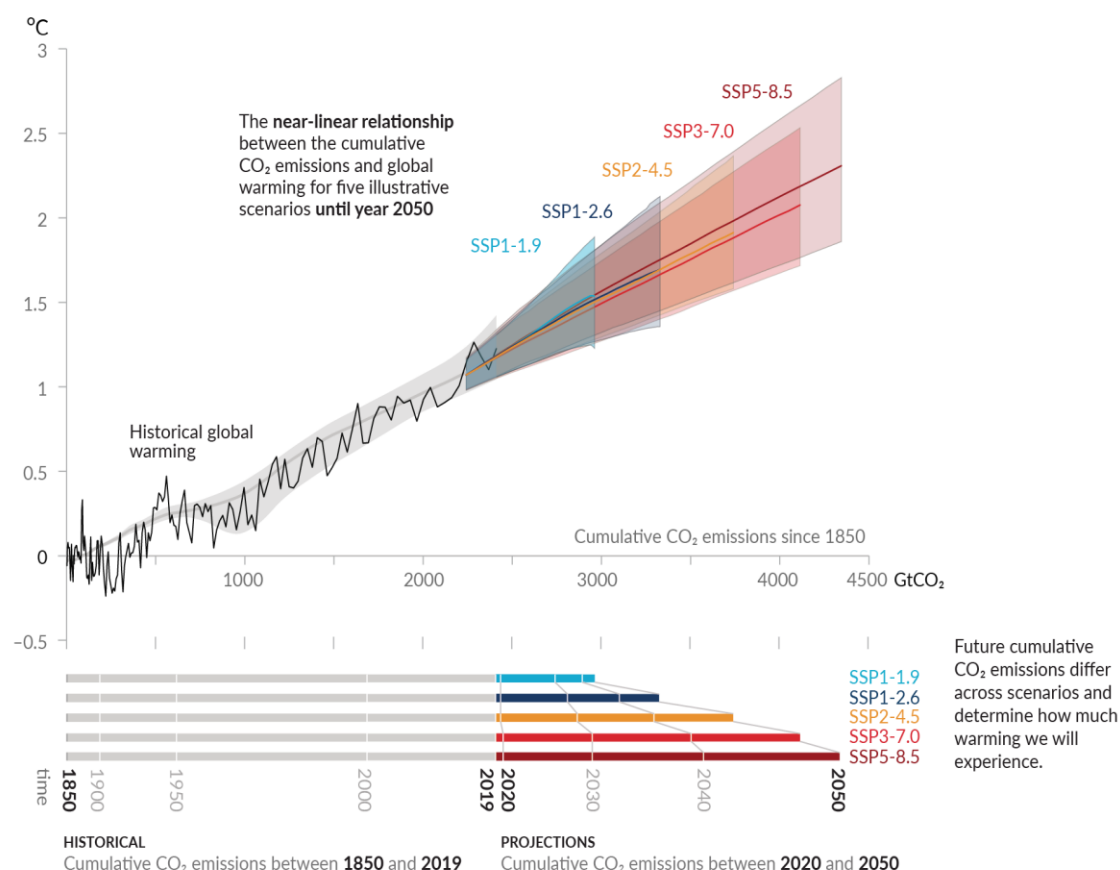 °C
3
2.5
2
1.5
1
0.5
0
−0.5
The near-linear relationship
between the cumulative
CO₂ emissions and global
warming for five illustrative
scenarios until year 2050
SSP5-8.5
SSP3-7.0
SSP2-4.5
SSP1-2.6
SSP1-1.9
Historical global
warming
Cumulative CO₂ emissions since 1850
1000
2000
3000
4000
4500 GtCO₂
Future cumulative
CO₂ emissions differ
across scenarios and
determine how much
warming we will
experience.
SSP1-1.9
SSP1-2.6
SSP2-4.5
SSP3-7.0
SSP5-8.5
time
1850
1900
1950
2000
2019
2020
2030
2040
2050
HISTORICAL
Cumulative CO₂ emissions between 1850 and 2019
PROJECTIONS
Cumulative CO₂ emissions between 2020 and 2050